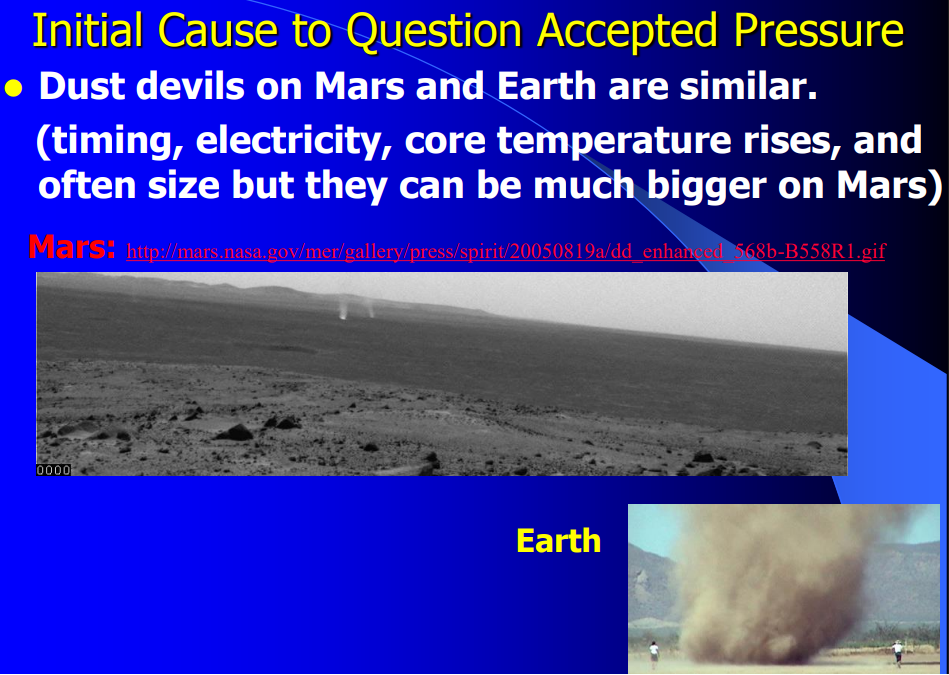 Initial Cause to Question Accepted Pressure
Dust devils on Mars and Earth are similar.
(timing, electricity, core temperature rises, and
often size but they can be much bigger on Mars)
Mars: http://mars.nasa.gov/mer/gallery/press/spirit/20050819a/dd_enhanced_568b-B558R1.gif
0000
Earth